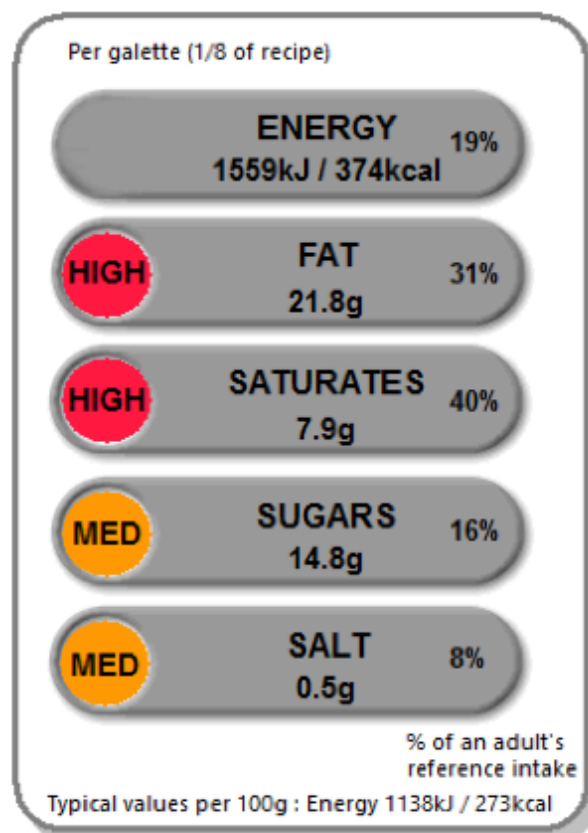 Per galette (1/8 of recipe)
ENERGY
1559kJ / 374kcal
19%
HIGH
FAT
21.8g
31%
HIGH
SATURATES
7.9g
40%
MED
SUGARS
14.8g
16%
MED
SALT
0.5g
8%
% of an adult's
reference intake
Typical values per 100g : Energy 1138kJ / 273kcal